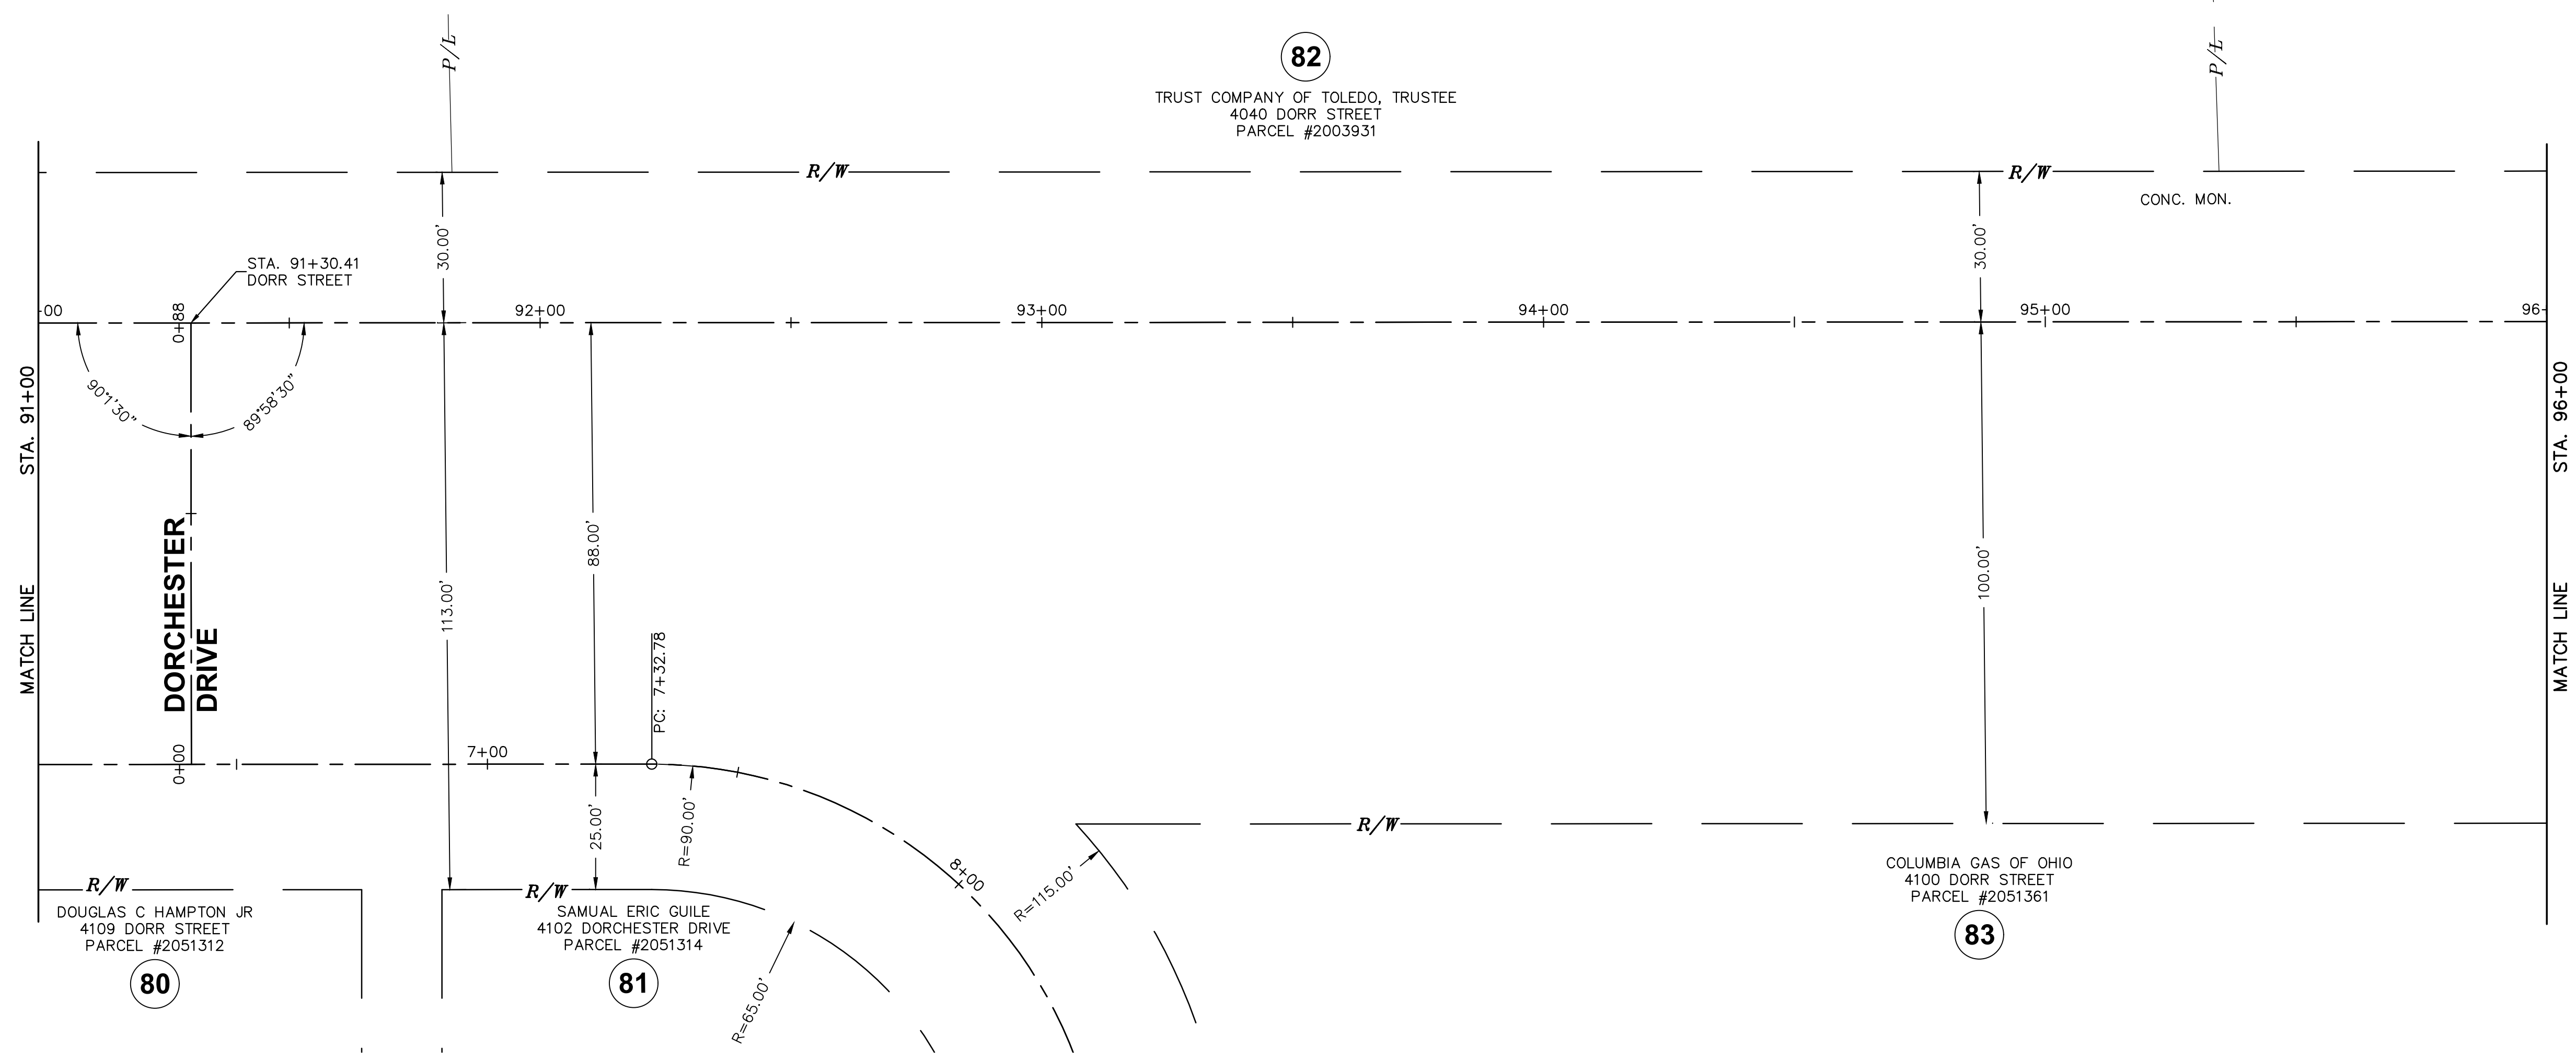 P/L
P/L
82
TRUST COMPANY OF TOLEDO, TRUSTEE
4040 DORR STREET
PARCEL #2003931
R/W
R/W
CONC. MON.
30.00'
30.00'
STA. 91+30.41
DORR STREET
00
0+88
92+00
93+00
94+00
95+00
96
90°1'30"
89°58'30"
MATCH LINE STA. 91+00
MATCH LINE STA. 96+00
DORCHESTER
DRIVE
113.00'
88.00'
100.00'
PC: 7+32.78
0+00
7+00
25.00'
R=90.00'
8+00
R=115.00'
R/W
R/W
R/W
DOUGLAS C HAMPTON JR
4109 DORR STREET
PARCEL #2051312
80
SAMUAL ERIC GUILE
4102 DORCHESTER DRIVE
PARCEL #2051314
81
R=65.00'
COLUMBIA GAS OF OHIO
4100 DORR STREET
PARCEL #2051361
83